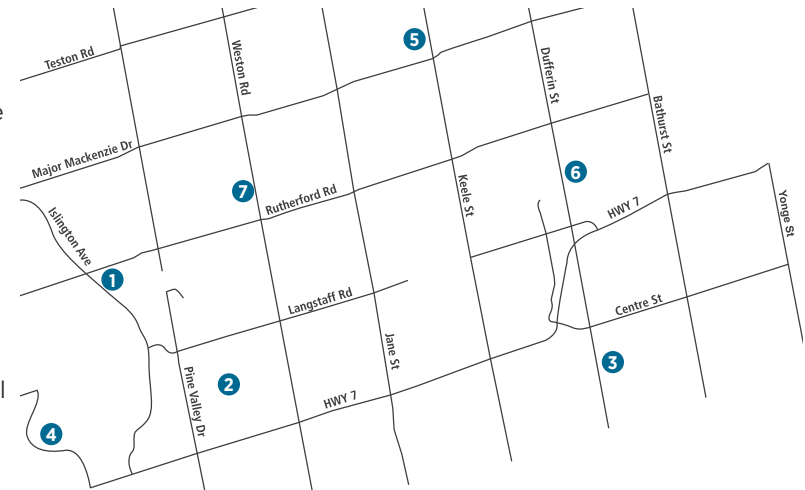 5
Teston Rd
Weston Rd
Dufferin St
e
Bathurst St
Major Mackenzie Dr
6
7
Rutherford Rd
Keele St
HWY 7
Yonge St
Islington Ave
1
Langstaff Rd
Centre St
Jane St
3
2
Pine Valley Dr
HWY 7
l
4